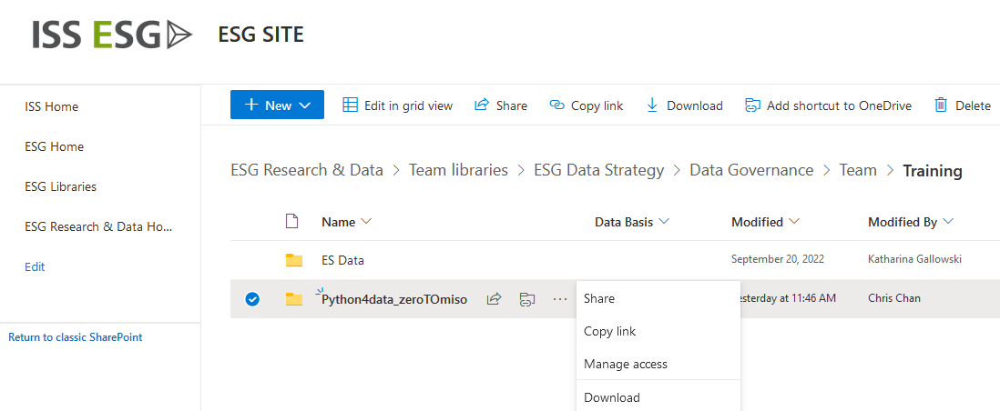 ISS ESG
ESG SITE
ISS Home
ESG Home
ESG Libraries
ESG Research & Data Ho...
Edit
Return to classic SharePoint
New
Edit in grid view
Share
Copy link
Download
Add shortcut to OneDrive
Delete
ESG Research & Data > Team libraries > ESG Data Strategy > Data Governance > Team > Training
Name Data Basis Modified Modified By
ES Data September 20, 2022 Katharina Gallowski
Python4data_zeroTOmiso ... esterday at 11:46 AM Chris Chan
Share
Copy link
Manage access
Download